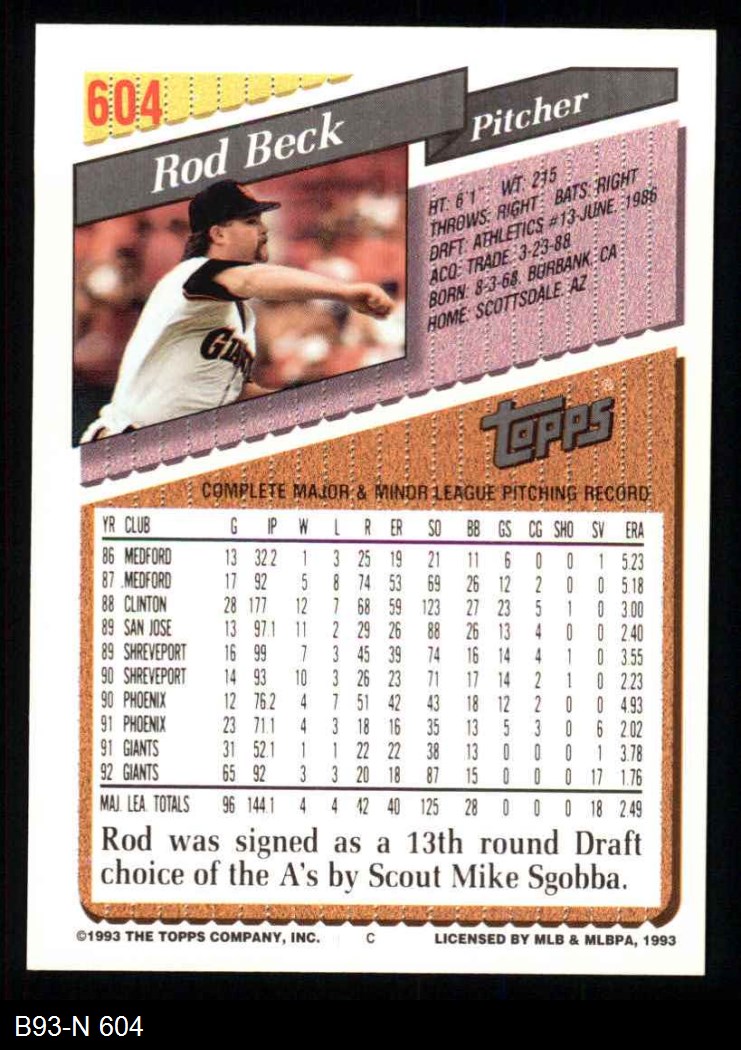 604
Rod Beck
Pitcher
HT: 6'1" WT: 215
THROWS: RIGHT BATS: RIGHT
DRFT: ATHLETICS #13-JUNE, 1986
ACQ: TRADE, 3-23-88
BORN: 8-3-68, BURBANK, CA
HOME: SCOTTSDALE, AZ
GIANTS
Topps®
COMPLETE MAJOR & MINOR LEAGUE PITCHING RECORD
YR CLUB G IP W L R ER SO BB GS CG SHO SV ERA
86 MEDFORD 13 32.2 1 3 25 19 21 11 6 0 0 1 5.23
87 MEDFORD 17 92 5 8 74 53 69 26 12 2 0 0 5.18
88 CLINTON 28 177 12 7 68 59 123 27 23 5 1 0 3.00
89 SAN JOSE 13 97.1 11 2 29 26 88 26 13 4 0 0 2.40
89 SHREVEPORT 16 99 7 3 45 39 74 16 14 4 1 0 3.55
90 SHREVEPORT 14 93 10 3 26 23 71 17 14 2 1 0 2.23
90 PHOENIX 12 76.2 4 7 51 42 43 18 12 2 0 0 4.93
91 PHOENIX 23 71.1 4 3 18 16 35 13 5 3 0 6 2.02
91 GIANTS 31 52.1 1 1 22 22 38 13 0 0 0 1 3.78
92 GIANTS 65 92 3 3 20 18 87 15 0 0 0 17 1.76
MAJ. LEA. TOTALS 96 144.1 4 4 42 40 125 28 0 0 0 18 2.49
Rod was signed as a 13th round Draft
choice of the A's by Scout Mike Sgobba.
©1993 THE TOPPS COMPANY, INC. C LICENSED BY MLB & MLBPA, 1993
B93-N 604